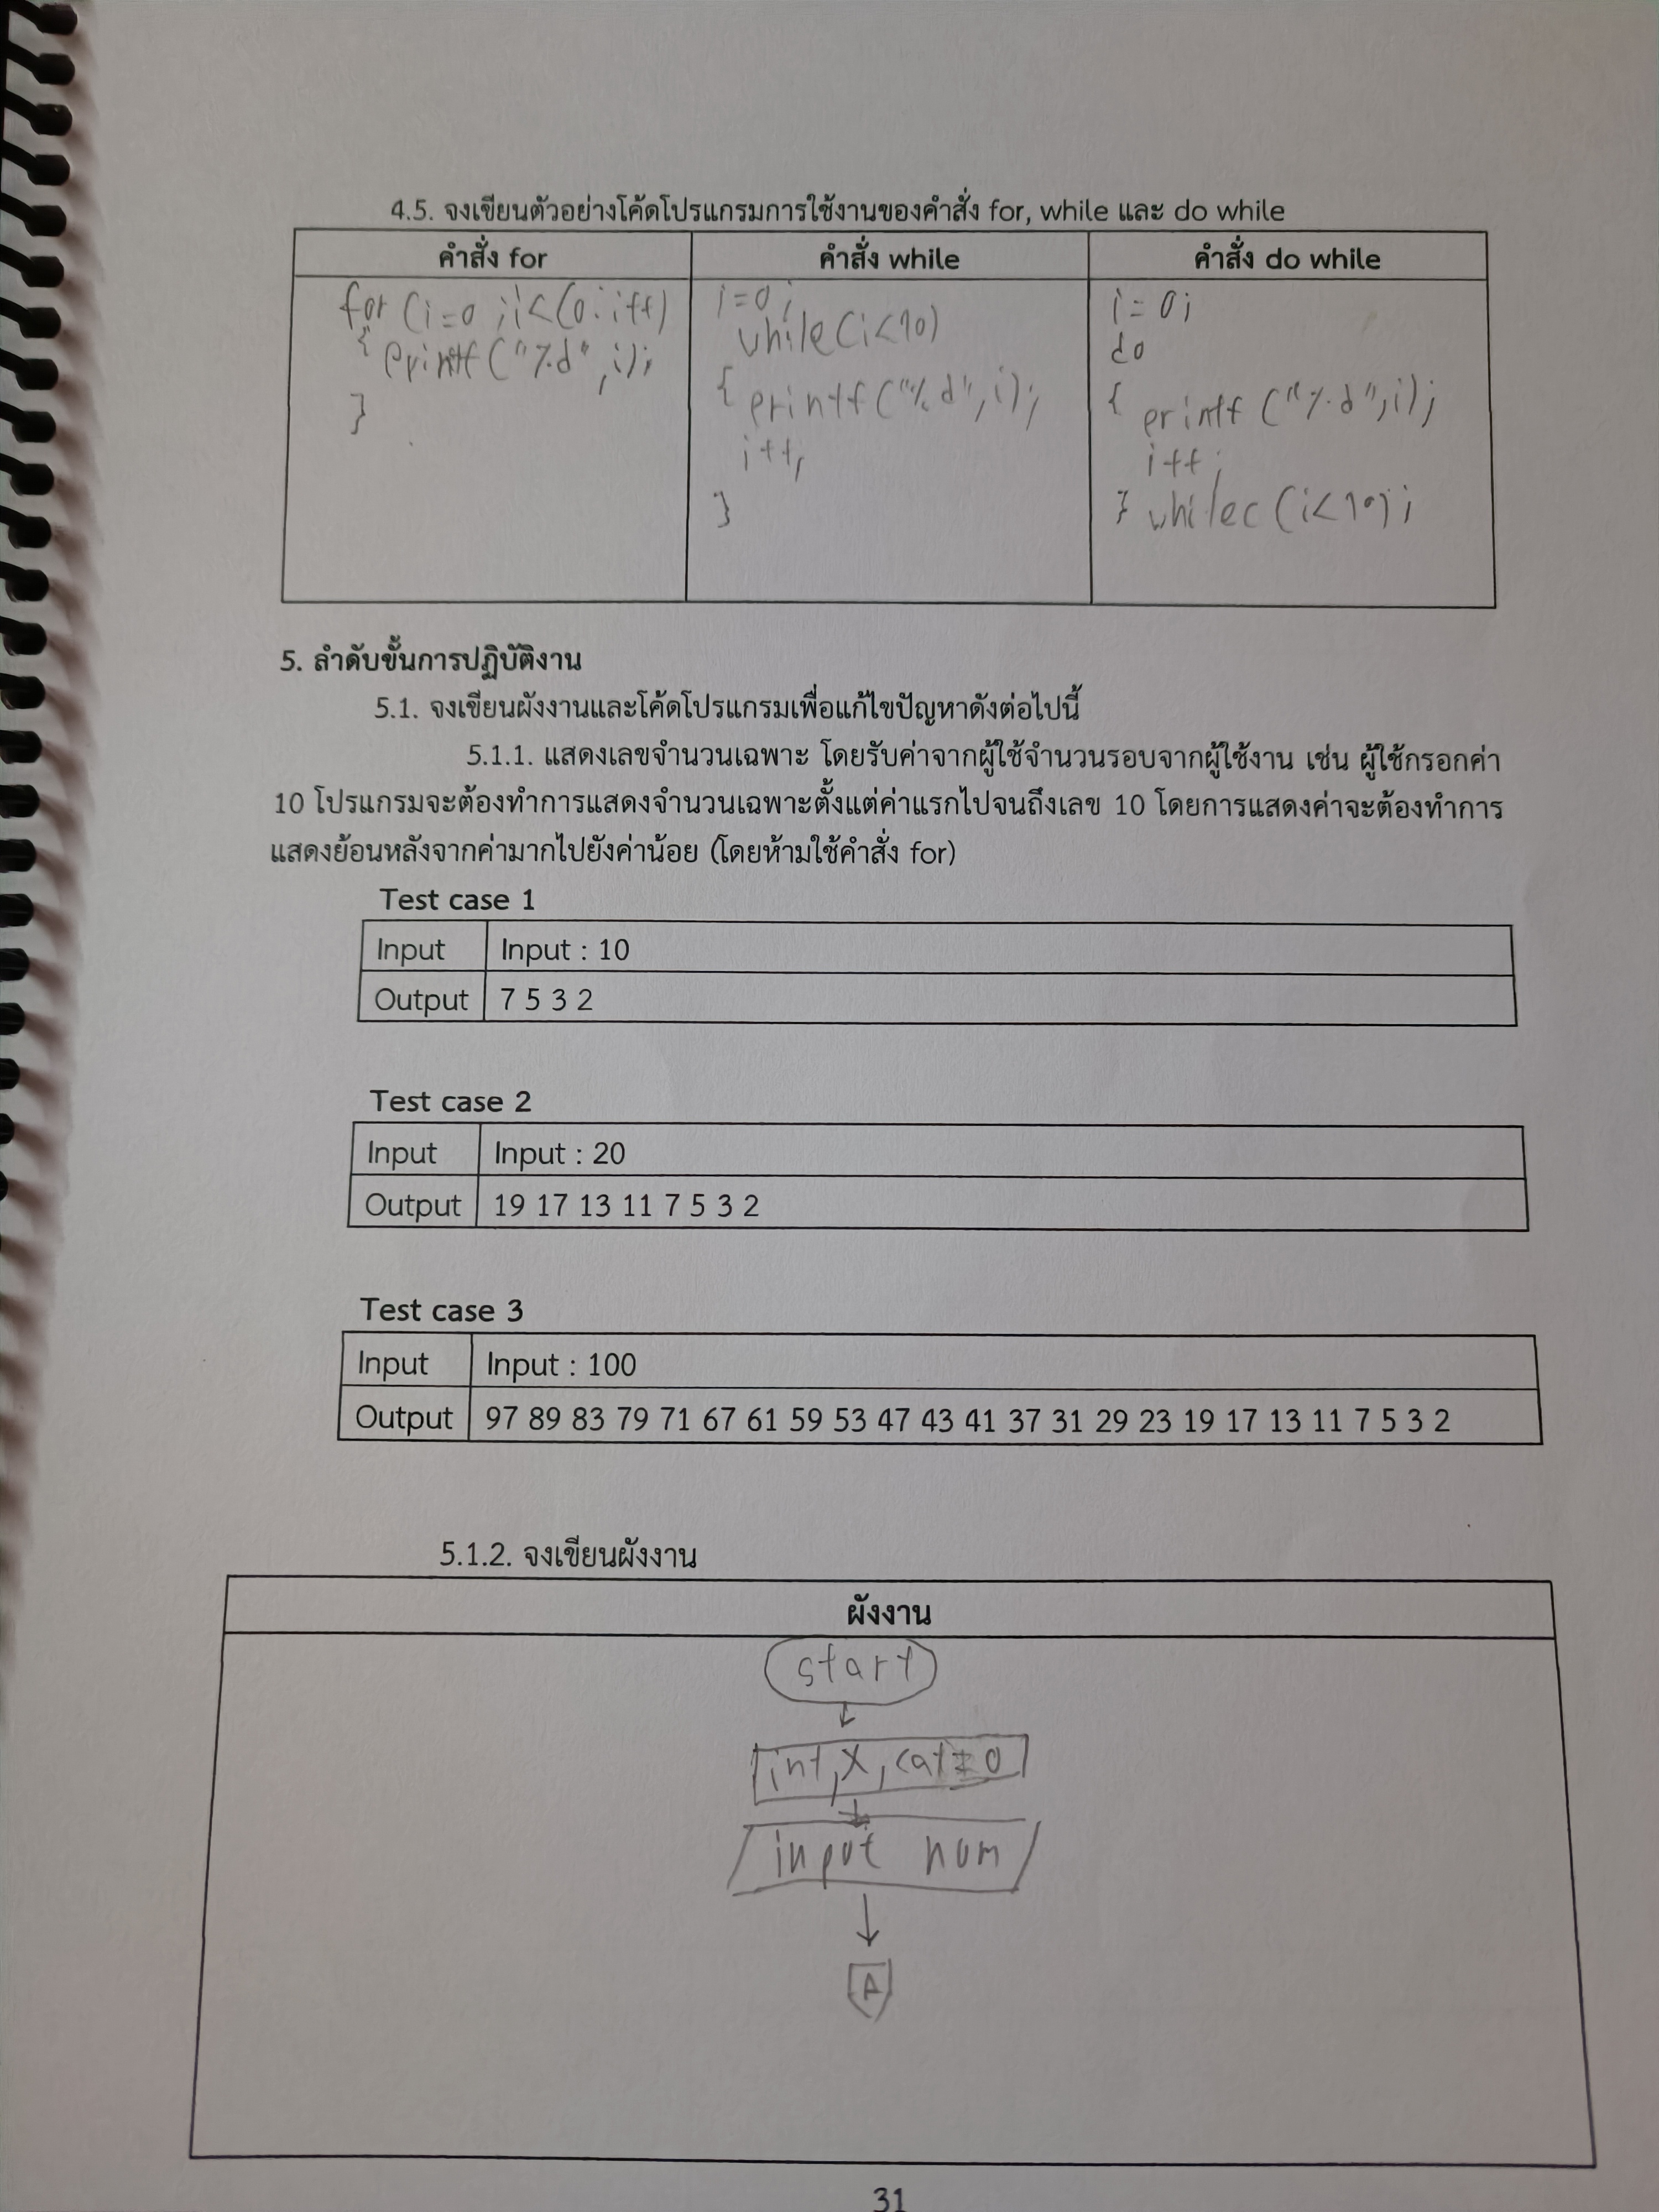 4.5. จงเขียนตัวอย่างโค้ดโปรแกรมการใช้งานของคำสั่ง for, while และ do while
คำสั่ง for
for (i=0 ; i<(0; i++)
{ printf("%d" , i);
}
คำสั่ง while
i=0;
while(i<10)
{ printf("%d",i);
i++;
}
คำสั่ง do while
i=0;
do
{ printf("%d",i);
i++;
} whilec (i<10);
5. ลำดับขั้นการปฏิบัติงาน
5.1. จงเขียนผังงานและโค้ดโปรแกรมเพื่อแก้ไขปัญหาดังต่อไปนี้
5.1.1. แสดงเลขจำนวนเฉพาะ โดยรับค่าจากผู้ใช้จำนวนรอบจากผู้ใช้งาน เช่น ผู้ใช้กรอกค่า
10 โปรแกรมจะต้องทำการแสดงจำนวนเฉพาะตั้งแต่ค่าแรกไปจนถึงเลข 10 โดยการแสดงค่าจะต้องทำการ
แสดงย้อนหลังจากค่ามากไปยังค่าน้อย (โดยห้ามใช้คำสั่ง for)
Test case 1
Input Input : 10
Output 7 5 3 2
Test case 2
Input Input : 20
Output 19 17 13 11 7 5 3 2
Test case 3
Input Input : 100
Output 97 89 83 79 71 67 61 59 53 47 43 41 37 31 29 23 19 17 13 11 7 5 3 2
5.1.2. จงเขียนผังงาน
ผังงาน
start
int,x, = 0
input num
A
31